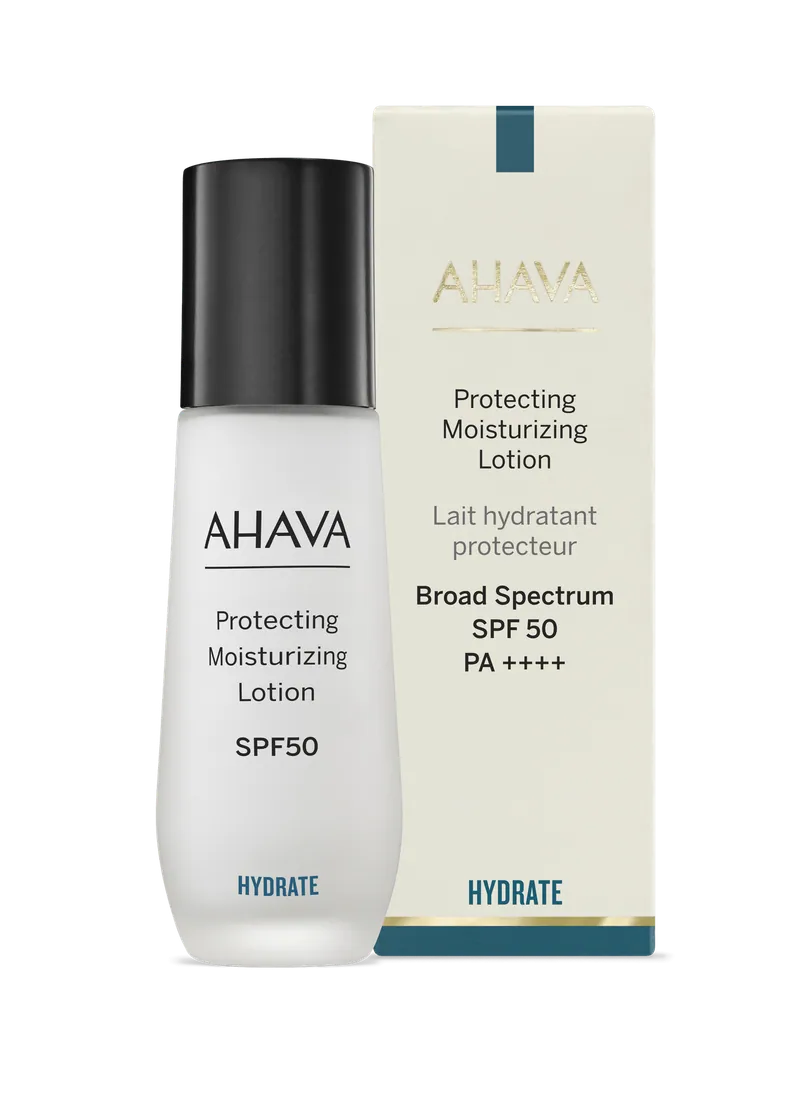 AHAVA
Protecting
Moisturizing
Lotion
SPF50
HYDRATE
AHAVA
Protecting
Moisturizing
Lotion
Lait hydratant
protecteur
Broad Spectrum
SPF 50
PA ++++
HYDRATE